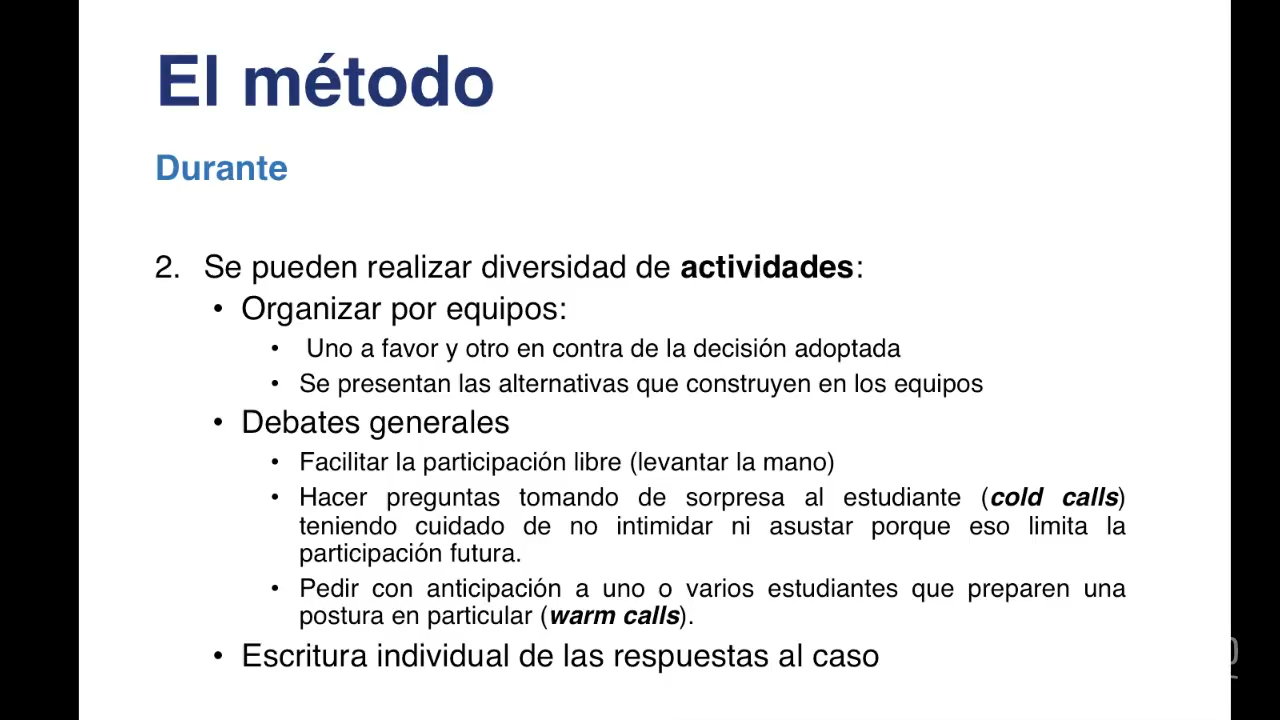 El método
Durante
2. Se pueden realizar diversidad de actividades:
• Organizar por equipos:
• Uno a favor y otro en contra de la decisión adoptada
• Se presentan las alternativas que construyen en los equipos
• Debates generales
• Facilitar la participación libre (levantar la mano)
• Hacer preguntas tomando de sorpresa al estudiante (cold calls)
teniendo cuidado de no intimidar ni asustar porque eso limita la
participación futura.
• Pedir con anticipación a uno o varios estudiantes que preparen una
postura en particular (warm calls).
• Escritura individual de las respuestas al caso